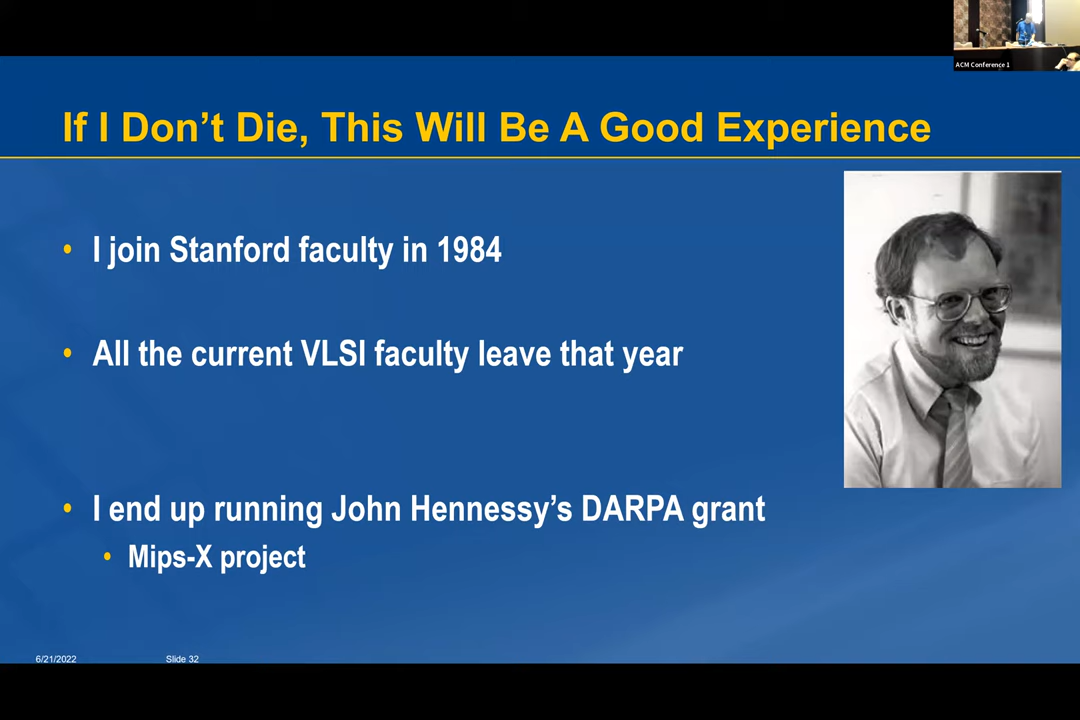 ACM Conference 1
If I Don't Die, This Will Be A Good Experience
• I join Stanford faculty in 1984
• All the current VLSI faculty leave that year
• I end up running John Hennessy's DARPA grant
• Mips-X project
6/21/2022
Slide 32